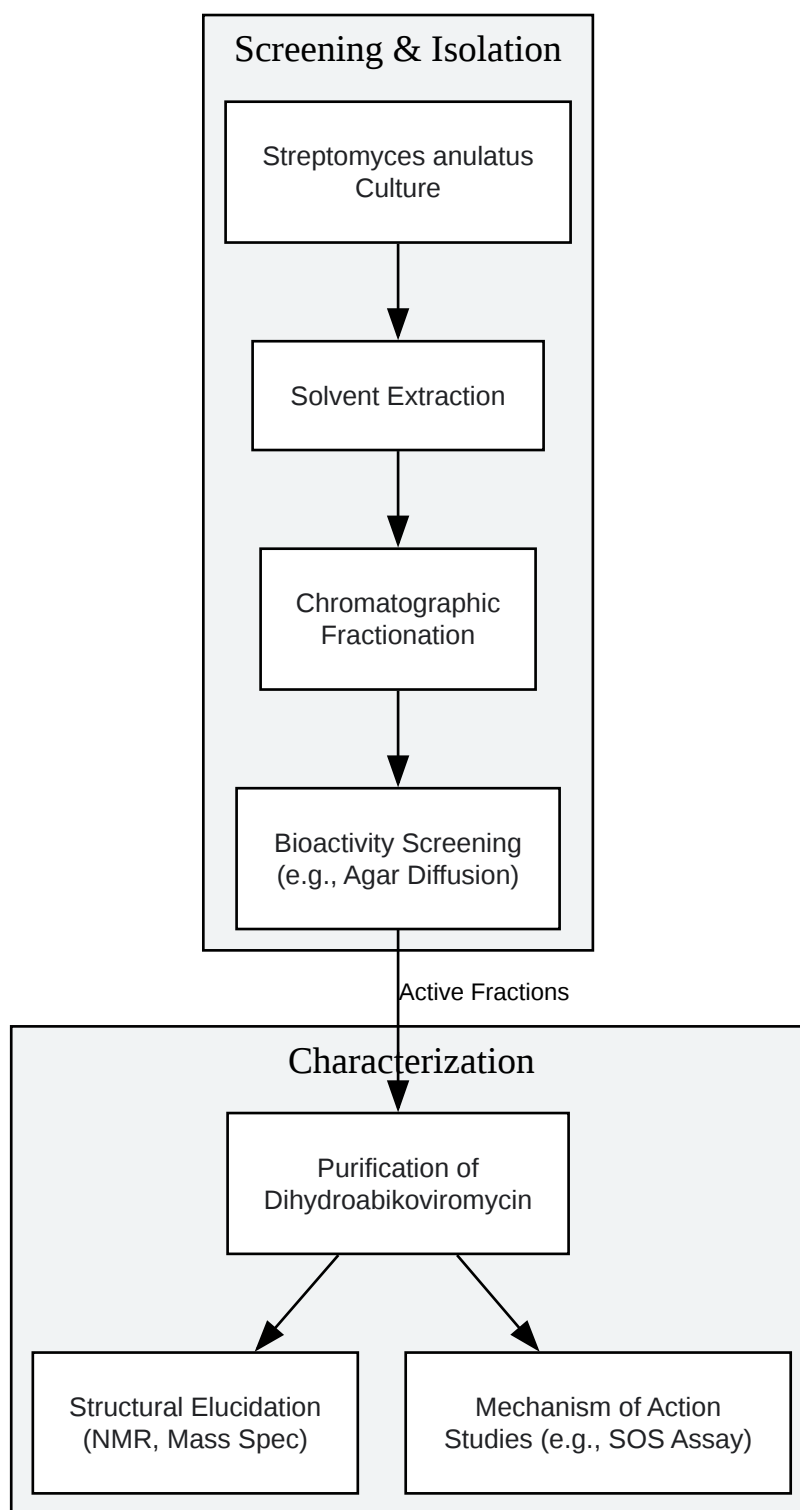 Screening & Isolation
Streptomyces anulatus
Culture
Solvent Extraction
Chromatographic
Fractionation
Bioactivity Screening
(e.g., Agar Diffusion)
Active Fractions
Characterization
Purification of
Dihydroabikoviromycin
Structural Elucidation
(NMR, Mass Spec)
Mechanism of Action
Studies (e.g., SOS Assay)